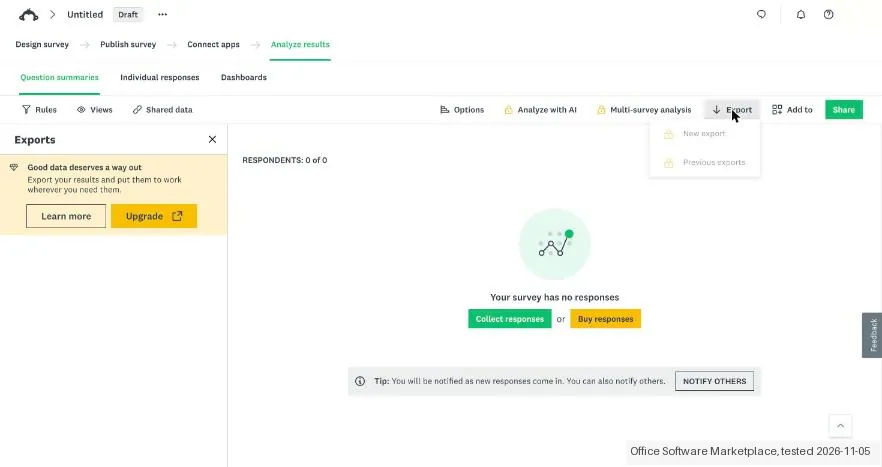 Untitled Draft
Design survey Publish survey Connect apps Analyze results
Question summaries Individual responses Dashboards
Rules Views Shared data Options Analyze with AI Multi-survey analysis Export Add to Share
Exports
Good data deserves a way out
Export your results and put them to work
wherever you need them.
Learn more Upgrade
New export
Previous exports
RESPONDENTS: 0 of 0
Your survey has no responses
Collect responses or Buy responses
Tip: You will be notified as new responses come in. You can also notify others. NOTIFY OTHERS
Feedback
Office Software Marketplace, tested 2026-11-05